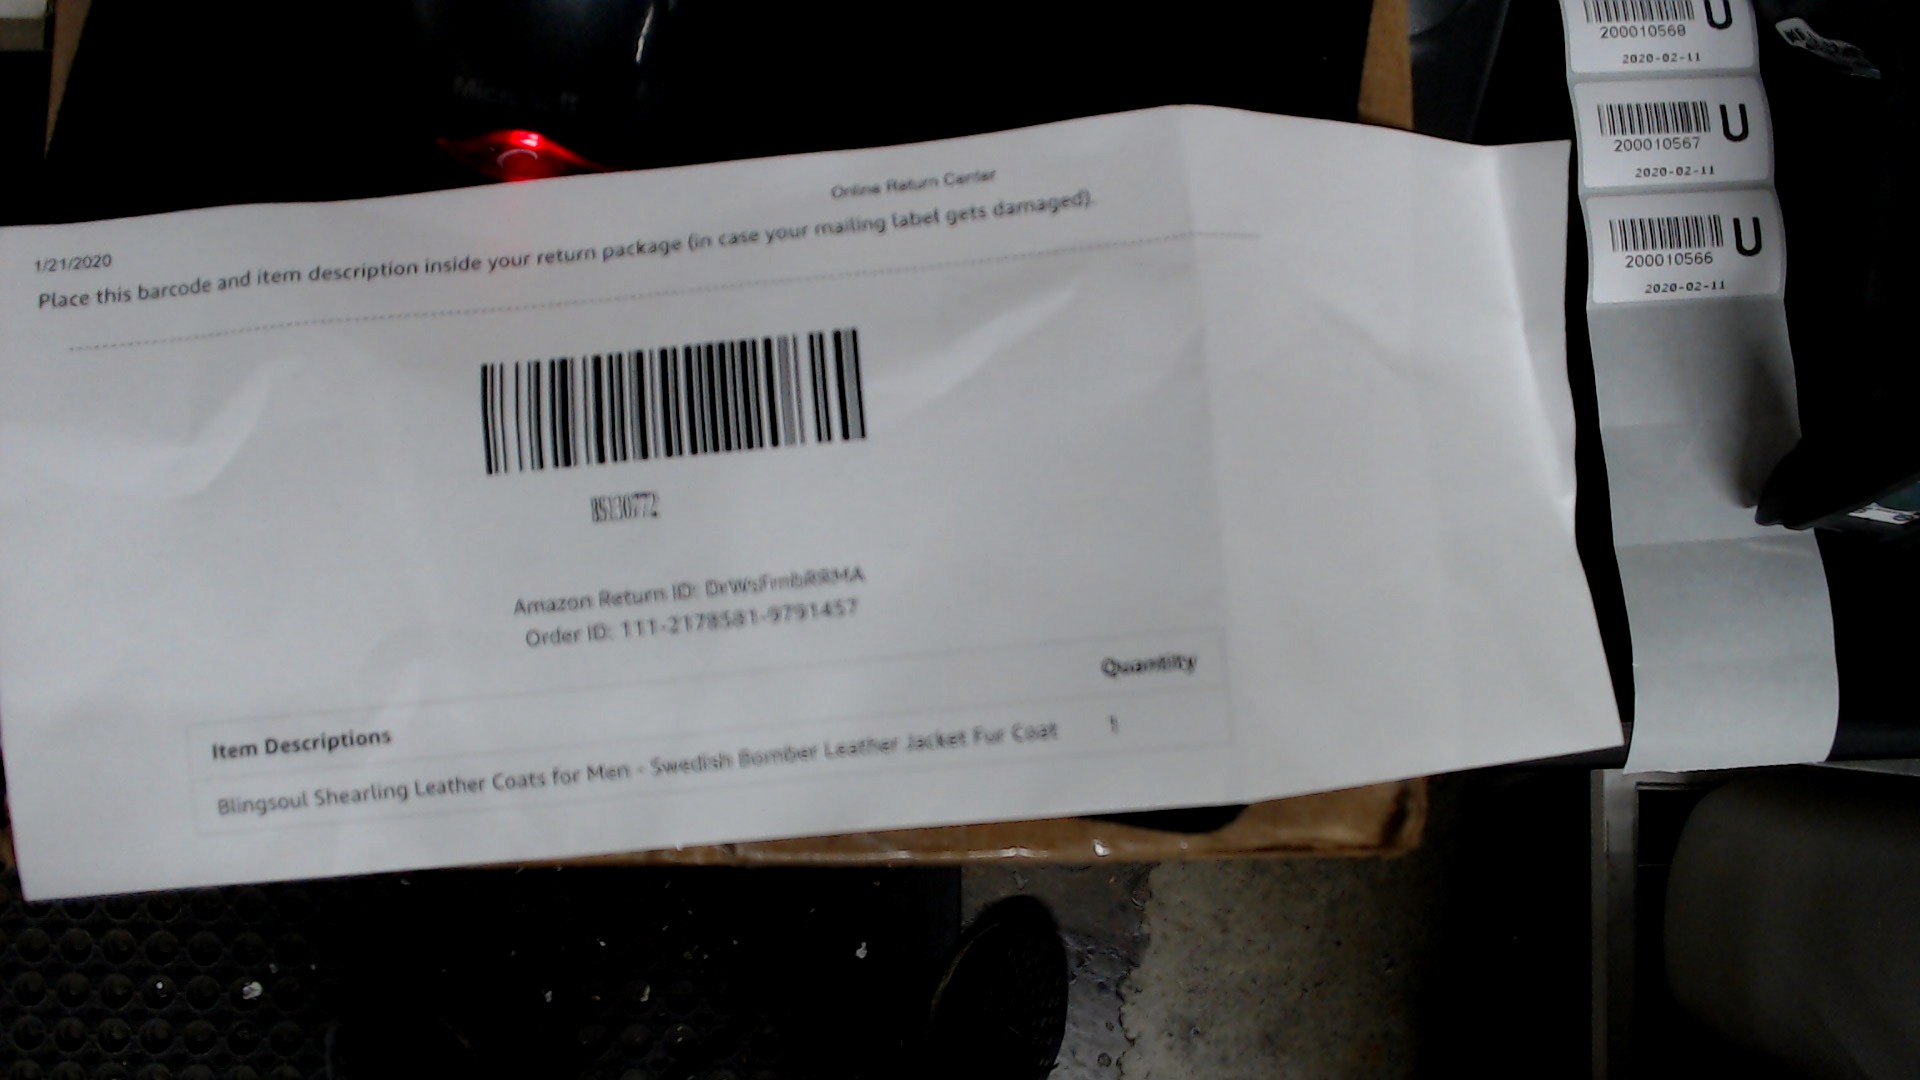 Online Return Center
1/21/2020
Place this barcode and item description inside your return package (in case your mailing label gets damaged).
Amazon Return ID:
Order ID: 111-2178581-9791457
Item Descriptions
Quantity
Blingsoul Shearling Leather Coats for Men - Swedish Bomber Leather Jacket Fur Coat
1
200010568
U
2020-02-11
200010567
U
2020-02-11
200010566
U
2020-02-11
Microsoft